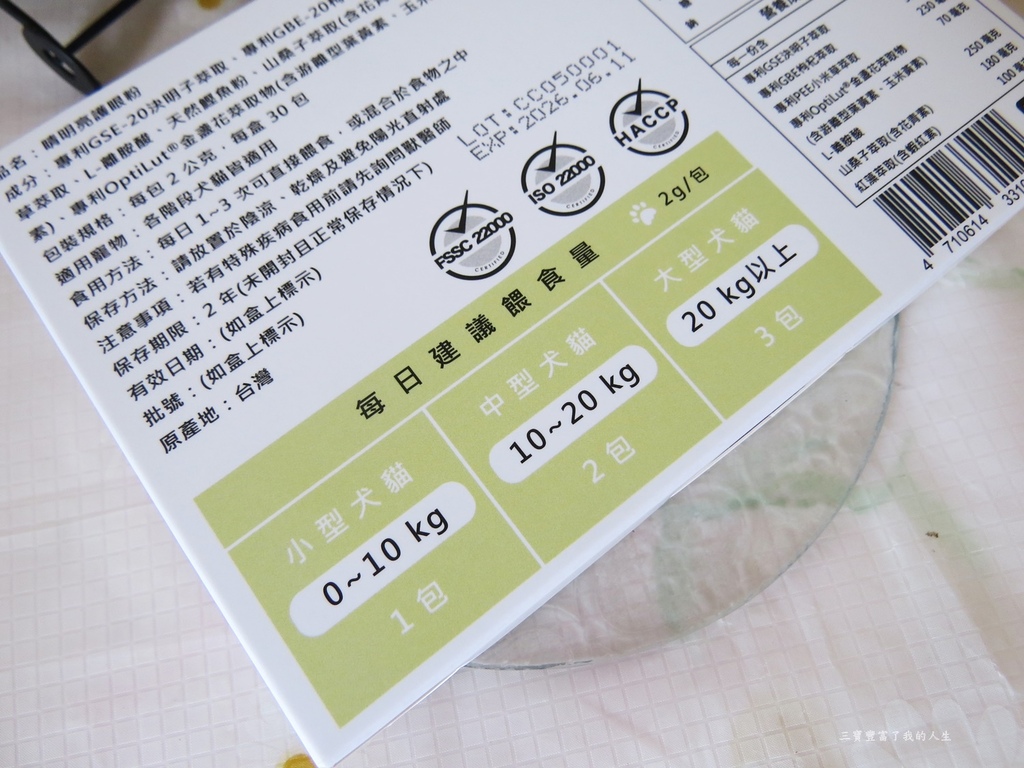 品名：晴明亮護眼粉
成分：專利GSE-20決明子萃取、專利GBE-20枸
草萃取、L-麩胺酸、天然鰹魚粉、山桑子萃取(含花
素)、專利OptiLut®金盞花萃取物(含游離型葉黃素、玉米
包裝規格：每包 2 公克，每盒 30 包
適用寵物：各階段犬貓皆適用
食用方法：每日 1~3 次可直接餵食，或混合於食物之中
保存方法：請放置於陰涼、乾燥及避免陽光直射處
注意事項：若有特殊疾病食用前請先詢問獸醫師
保存期限：2 年(未開封且正常保存情況下)
有效日期：(如盒上標示)
批號：(如盒上標示)
原產地：台灣
LOT:CC050001
EXP:2026.06.11
FSSC 22000
CERTIFIED
ISO 22000
CERTIFIED
HACCP
每一份含
專利GSE決明子萃取 230 毫克
專利GBE枸杞萃取 70 毫克
專利PEE小米草萃取
專利OptiLut®金盞花萃取物 250 毫克
(含游離型葉黃素、玉米黃素)
L-麩胺酸 180 毫克
山桑子萃取(含花青素) 100 毫克
紅藻萃取(含蝦紅素)
4 710614 331
每日建議餵食量
2g/包
小型犬貓
0~10 kg
1包
中型犬貓
10~20 kg
2包
大型犬貓
20 kg以上
3包
三寶豐富了我的人生